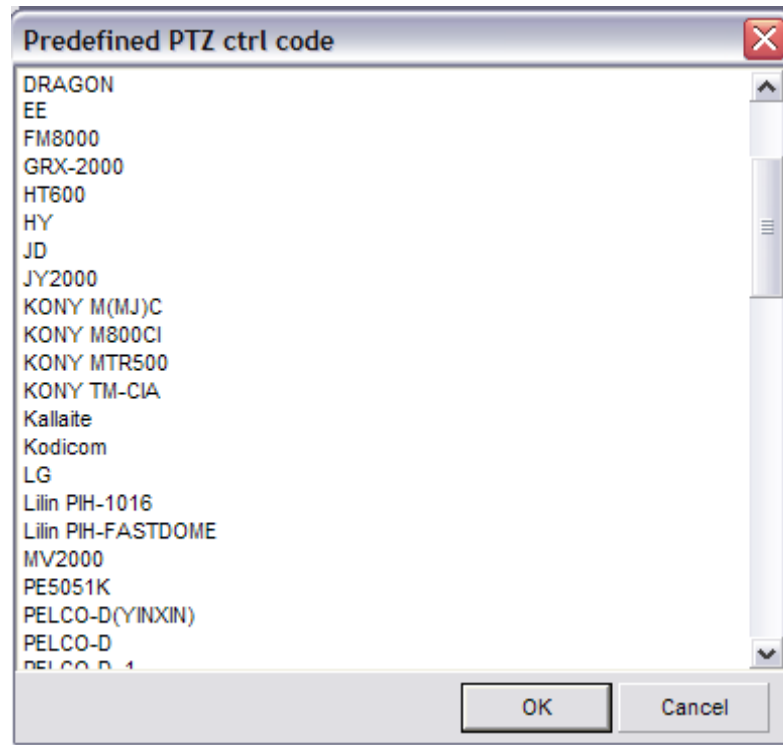 Predefined PTZ ctrl code
DRAGON
EE
FM8000
GRX-2000
HT600
HY
JD
JY2000
KONY M(MJ)C
KONY M800CI
KONY MTR500
KONY TM-CIA
Kallaite
Kodicom
LG
Lilin PIH-1016
Lilin PIH-FASTDOME
MV2000
PE5051K
PELCO-D(YINXIN)
PELCO-D
OK
Cancel